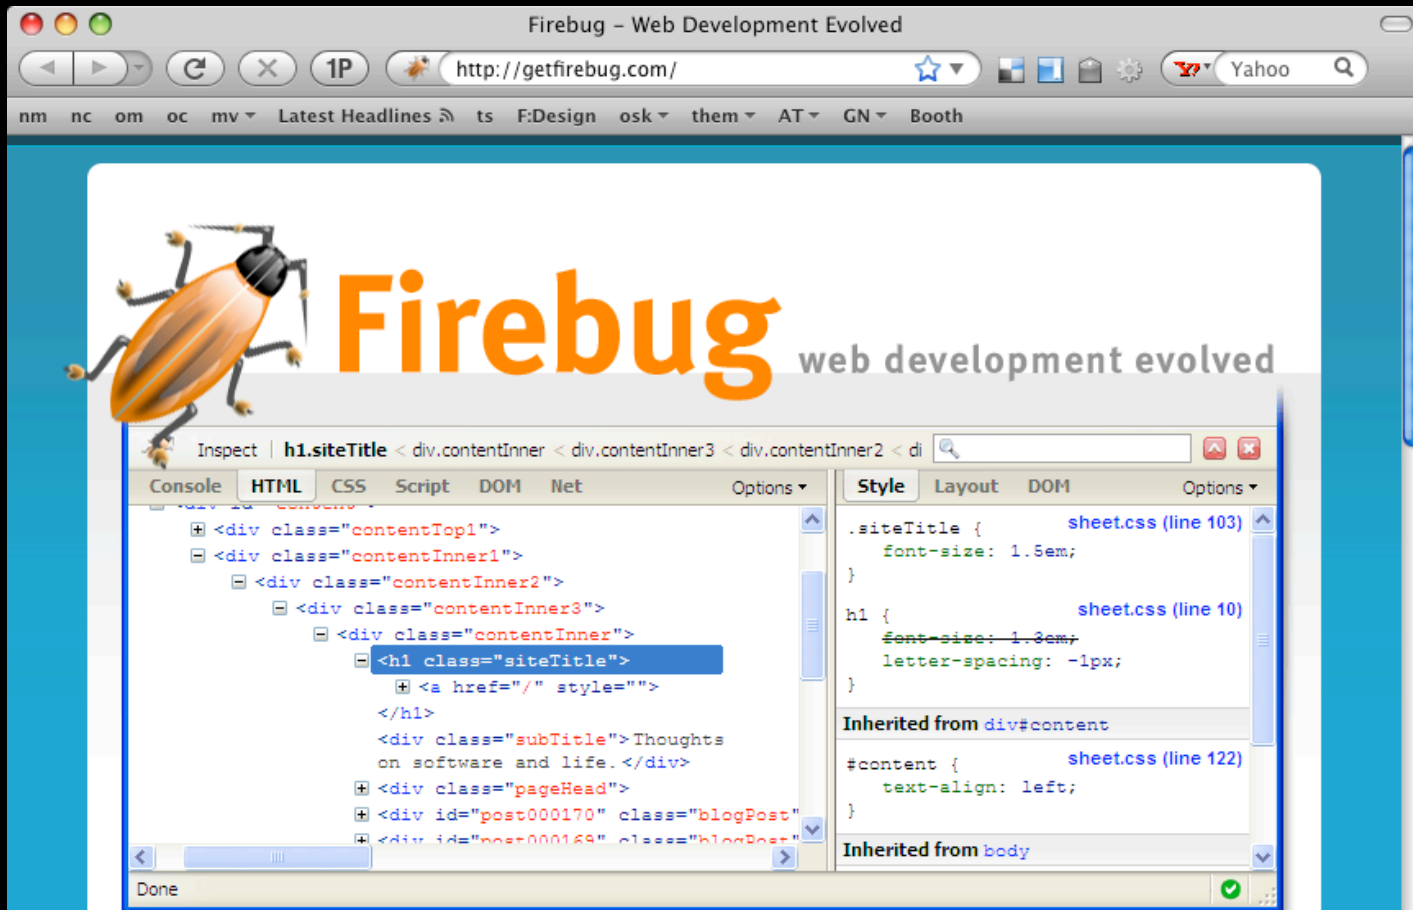 Firebug – Web Development Evolved
1P http://getfirebug.com/ Yahoo
nm nc om oc mv Latest Headlines ts F:Design osk them AT GN Booth
Firebug web development evolved
Inspect | h1.siteTitle < div.contentInner < div.contentInner3 < div.contentInner2 < di
Console HTML CSS Script DOM Net Options
<div class="contentTop1">
<div class="contentInner1">
<div class="contentInner2">
<div class="contentInner3">
<div class="contentInner">
<h1 class="siteTitle">
<a href="/" style="">
</h1>
<div class="subTitle">Thoughts
on software and life.</div>
<div class="pageHead">
<div id="post000170" class="blogPost"
<div id="post000169" class="blogPost"
Style Layout DOM Options
.siteTitle { sheet.css (line 103)
font-size: 1.5em;
}
h1 { sheet.css (line 10)
font-size: 1.3em;
letter-spacing: -1px;
}
Inherited from div#content
#content { sheet.css (line 122)
text-align: left;
}
Inherited from body
Done